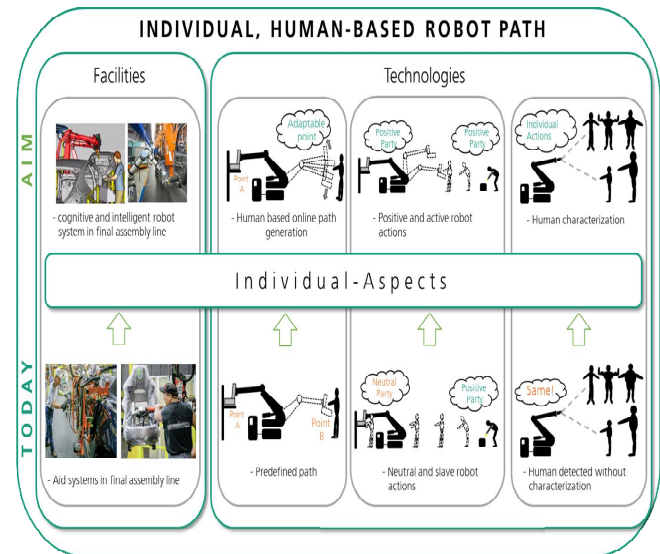 INDIVIDUAL, HUMAN-BASED ROBOT PATH
Facilities
Technologies
AIM
Adaptable
point
Point
A
Positive
Party
Positive
Party
Individual
Actions
- cognitive and intelligent robot
system in final assembly line
- Human based online path
generation
- Positive and active robot
actions
- Human characterization
Individual-Aspects
TODAY
Point
A
Point
B
Neutral
Party
Positive
Party
Same!
- Aid systems in final assembly line
- Predefined path
- Neutral and slave robot
actions
- Human detected without
characterization